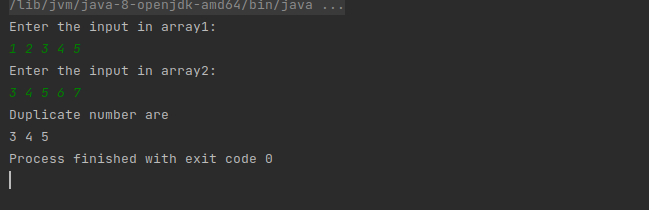 /lib/jvm/java-8-openjdk-amd64/bin/java ...
Enter the input in array1:
1 2 3 4 5
Enter the input in array2:
3 4 5 6 7
Duplicate number are
3 4 5
Process finished with exit code 0